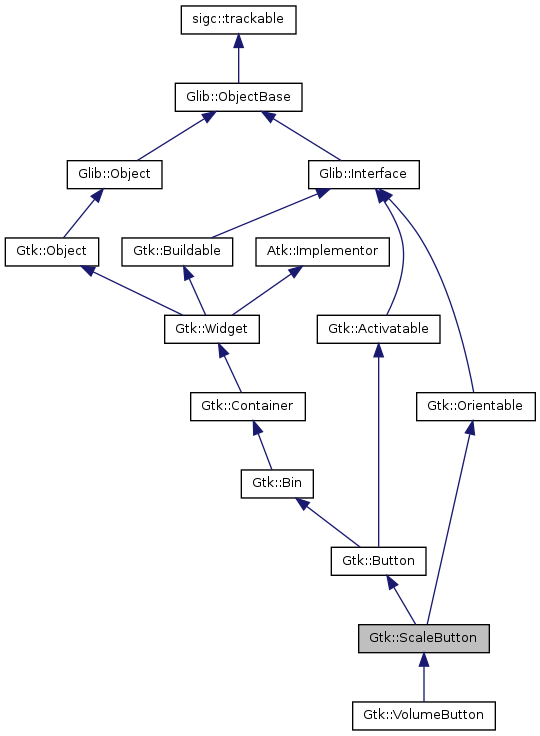 sigc::trackable
Glib::ObjectBase
Glib::Object
Glib::Interface
Gtk::Object
Gtk::Buildable
Atk::Implementor
Gtk::Widget
Gtk::Activatable
Gtk::Container
Gtk::Orientable
Gtk::Bin
Gtk::Button
Gtk::ScaleButton
Gtk::VolumeButton